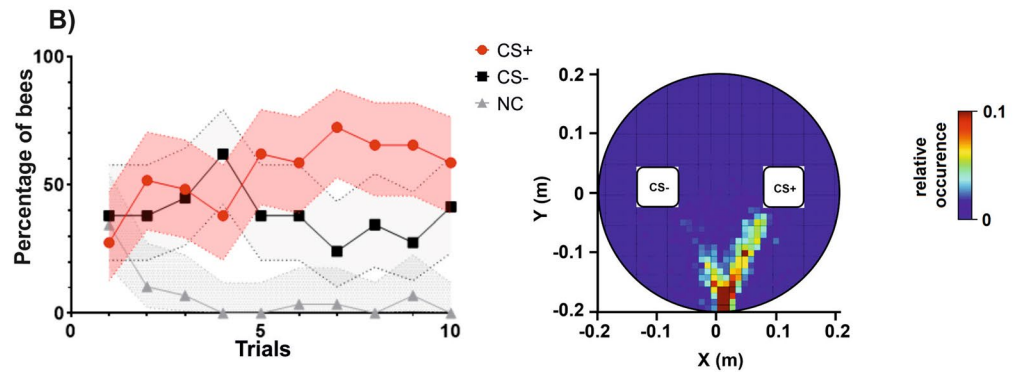 B)
Percentage of bees
100
50
0
0
5
10
Trials
CS+
CS-
NC
Y (m)
0.2
0.1
0
-0.1
-0.2
-0.2
-0.1
0
0.1
0.2
X (m)
CS-
CS+
relative
occurence
0.1
0